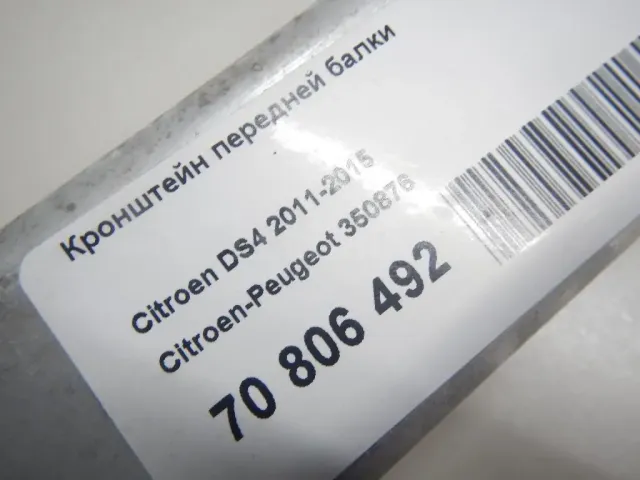 Кронштейн передней балки
Citroen DS4 2011-2015
Citroen-Peugeot 350876
70 806 492